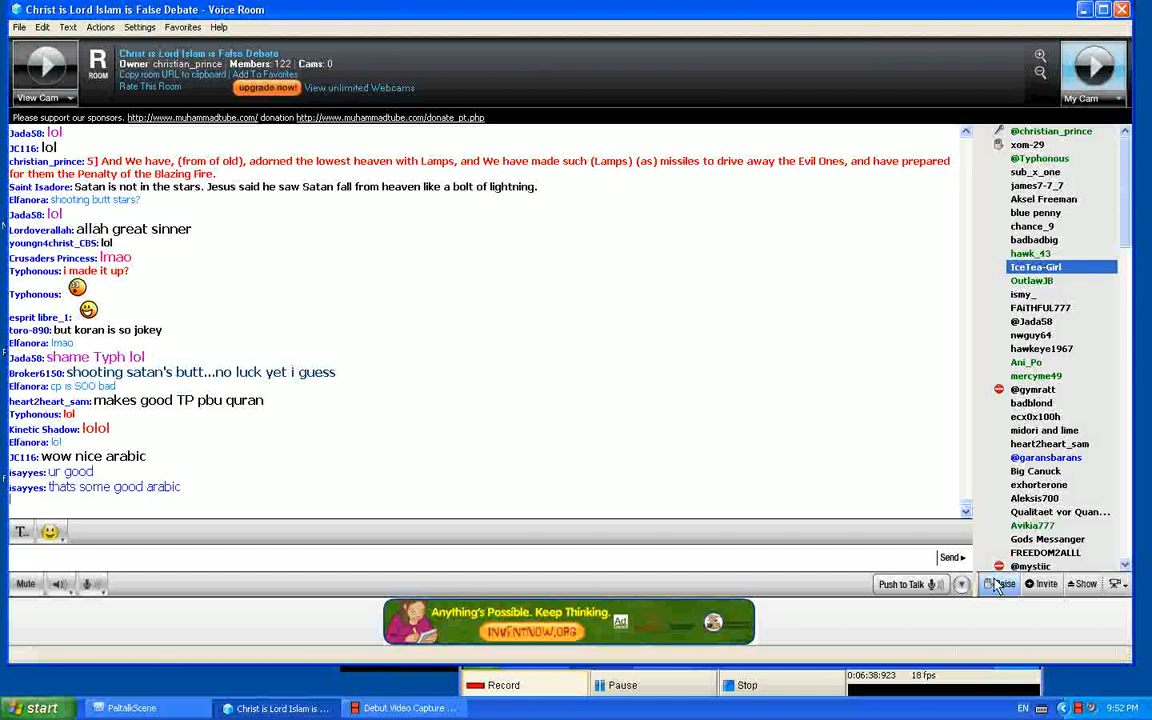 Christ is Lord Islam is False Debate - Voice Room
File Edit Text Actions Settings Favorites Help
R
ROOM
Christ is Lord Islam is False Debate
Owner: christian_prince | Members: 122 | Cams: 0
Copy room URL to clipboard | Add To Favorites
Rate This Room upgrade now! View unlimited Webcams
View Cam
My Cam
Please support our sponsors. http://www.muhammadtube.com/ donation http://www.muhammadtube.com/donate_pt.php
Jada58: lol
JC116: lol
christian_prince: 5] And We have, (from of old), adorned the lowest heaven with Lamps, and We have made such (Lamps) (as) missiles to drive away the Evil Ones, and have prepared
for them the Penalty of the Blazing Fire.
Saint Isadore: Satan is not in the stars. Jesus said he saw Satan fall from heaven like a bolt of lightning.
Elfanora: shooting butt stars?
Jada58: lol
Lordoverallah: allah great sinner
youngn4christ_CBS: lol
Crusaders Princess: lmao
Typhonous: i made it up?
Typhonous:
esprit libre_1:
toro-890: but koran is so jokey
Elfanora: lmao
Jada58: shame Typh lol
Broker6150: shooting satan's butt...no luck yet i guess
Elfanora: cp is SOO bad
heart2heart_sam: makes good TP pbu quran
Typhonous: lol
Kinetic Shadow: lolol
Elfanora: lol
JC116: wow nice arabic
isayyes: ur good
isayyes: thats some good arabic
@christian_prince
xom-29
@Typhonous
sub_x_one
james7-7_7
Aksel Freeman
blue penny
chance_9
badbadbig
hawk_43
IceTea-Girl
OutlawJB
ismy_
FAiTHFUL777
@Jada58
nwguy64
hawkeye1967
Ani_Po
mercyme49
@gymratt
badblond
ecx0x100h
midori and lime
heart2heart_sam
@garansbarans
Big Canuck
exhorterone
Aleksis700
Qualitaet vor Quan...
Avikia777
Gods Messanger
FREEDOM2ALLL
@mystiic
T...
Send
Mute Push to Talk Invite Show
Anything's Possible. Keep Thinking.
INVENTNOW.ORG
Ad
Record Pause Stop 0:06:38:923 18 fps
start PaltalkScene Christ is Lord Islam is ... Debut Video Capture ... EN 9:52 PM